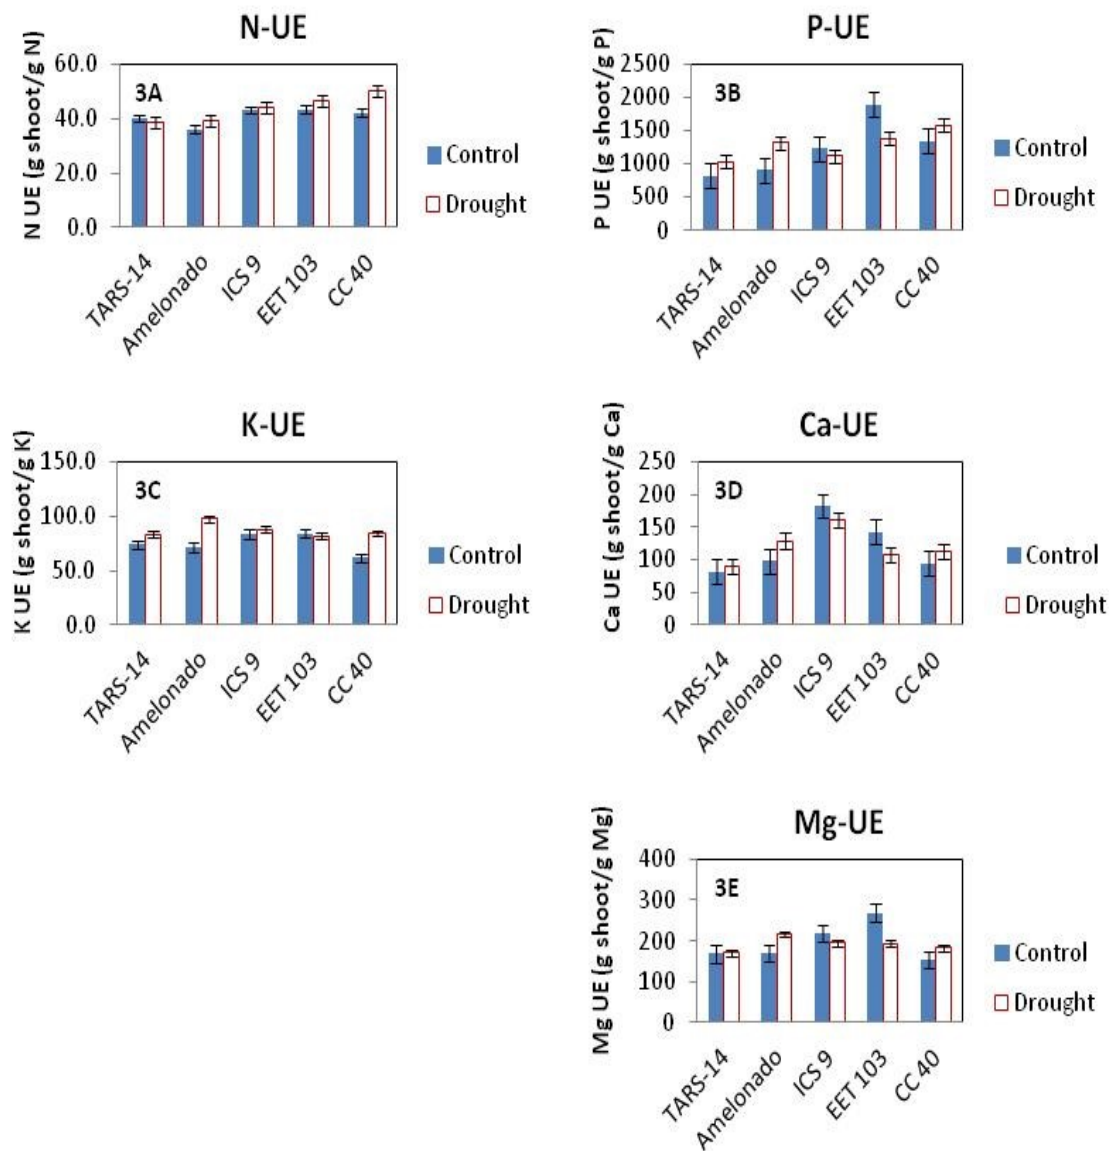 N-UE
N UE (g shoot/g N)
60.0
40.0
20.0
0.0
3A
Control
Drought
TARS-14
Amelonado
ICS 9
EET 103
CC 40
P-UE
P UE (g shoot/g P)
2500
2000
1500
1000
500
0
3B
Control
Drought
TARS-14
Amelonado
ICS 9
EET 103
CC 40
K-UE
K UE (g shoot/g K)
150.0
100.0
50.0
0.0
3C
Control
Drought
TARS-14
Amelonado
ICS 9
EET 103
CC 40
Ca-UE
Ca UE (g shoot/g Ca)
250
200
150
100
50
0
3D
Control
Drought
TARS-14
Amelonado
ICS 9
EET 103
CC 40
Mg-UE
Mg UE (g shoot/g Mg)
400
300
200
100
0
3E
Control
Drought
TARS-14
Amelonado
ICS 9
EET 103
CC 40